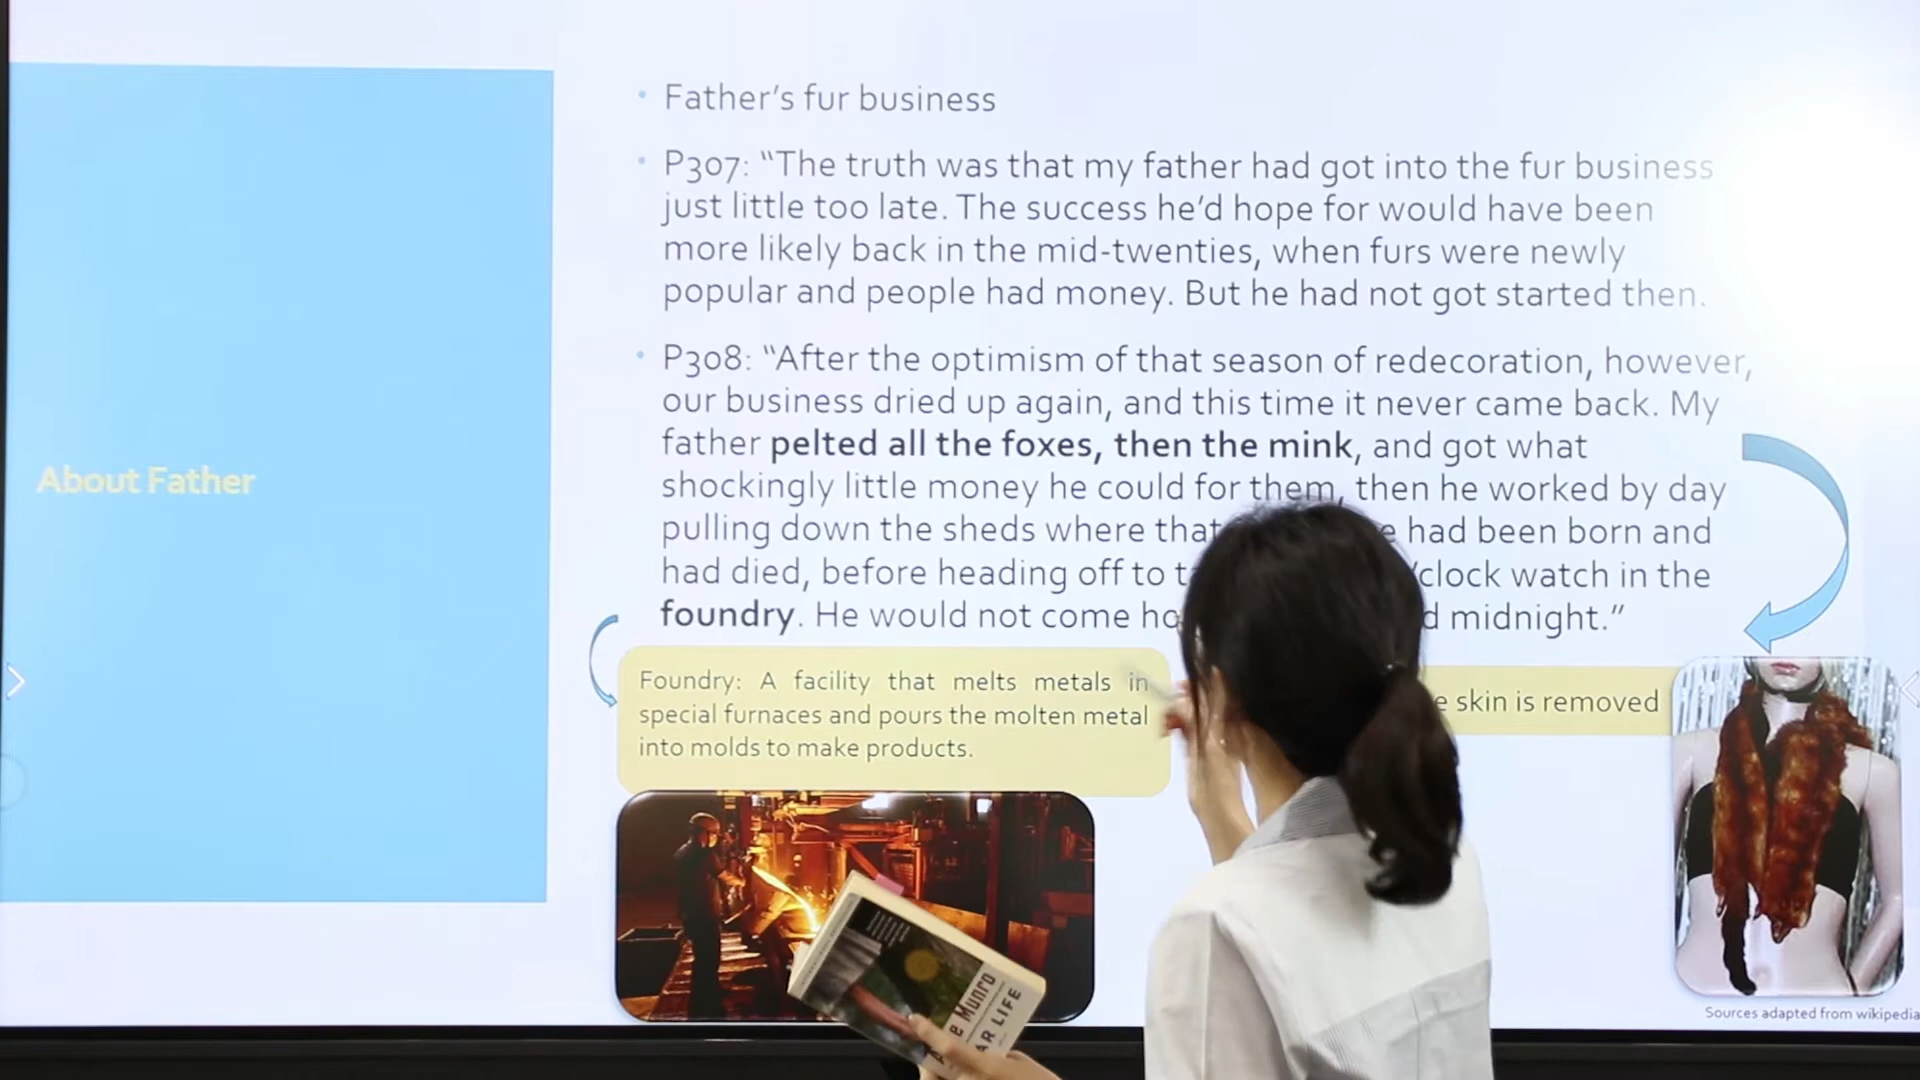 Father's fur business
P307: "The truth was that my father had got into the fur business
just little too late. The success he'd hope for would have been
more likely back in the mid-twenties, when furs were newly
popular and people had money. But he had not got started then.
P308: "After the optimism of that season of redecoration, however,
our business dried up again, and this time it never came back. My
father pelted all the foxes, then the mink, and got what
shockingly little money he could for them, then he worked by day
pulling down the sheds where that had been born and
had died, before heading off to clock watch in the
foundry. He would not come midnight."
About Father
Foundry: A facility that melts metals in
special furnaces and pours the molten metal
into molds to make products.
skin is removed
Munro
LIFE
Sources adapted from wikipedia